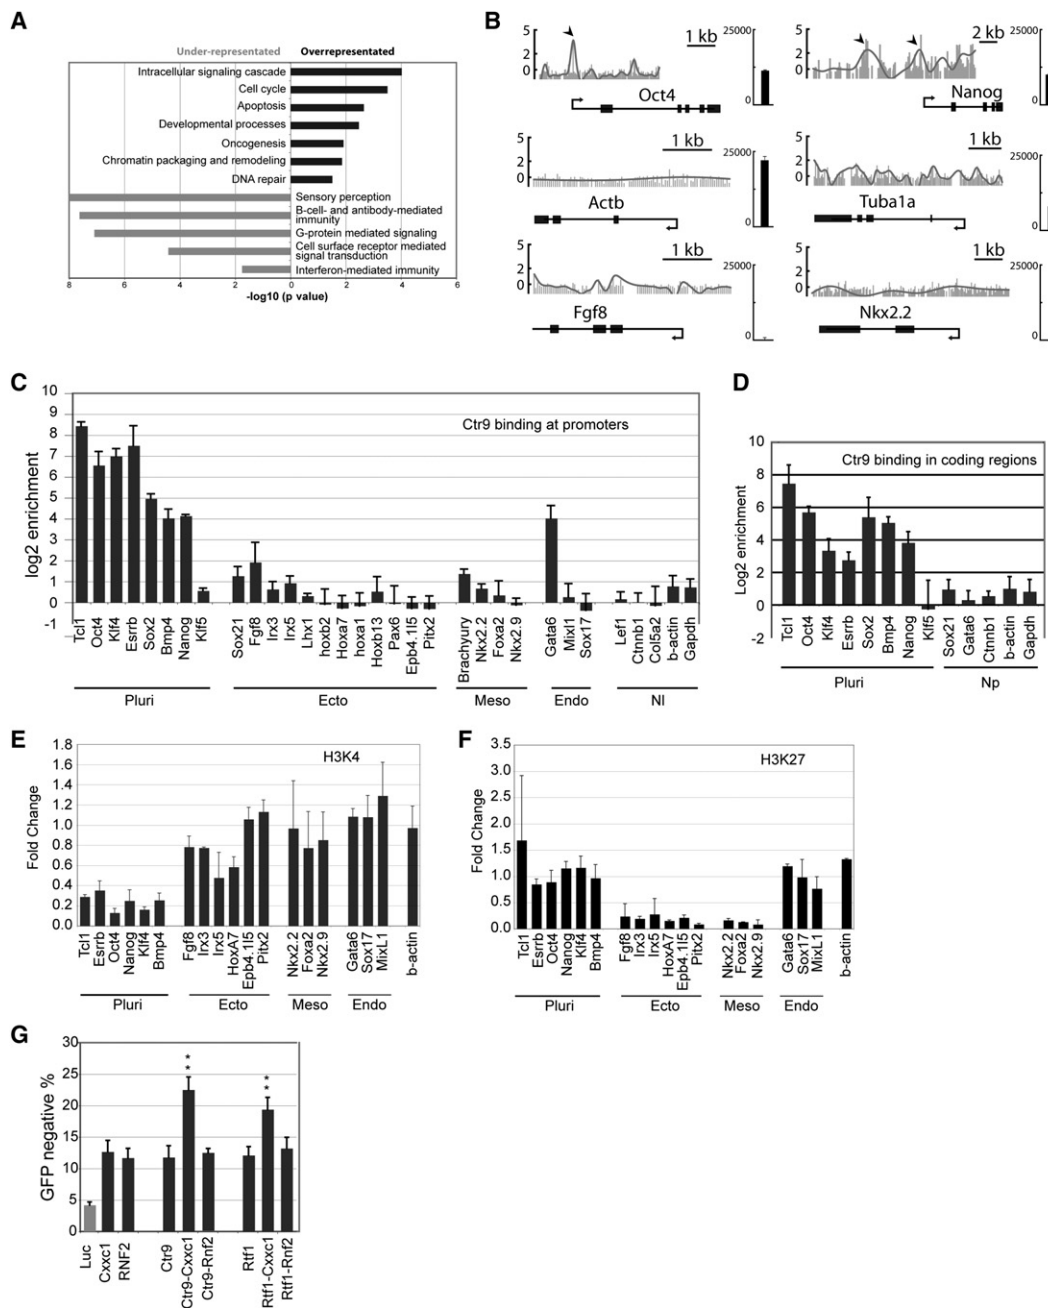 A
Under-represented Overrepresented
Intracellular signaling cascade
Cell cycle
Apoptosis
Developmental processes
Oncogenesis
Chromatin packaging and remodeling
DNA repair
Sensory perception
B-cell- and antibody-mediated
immunity
G-protein mediated signaling
Cell surface receptor mediated
signal transduction
Interferon-mediated immunity
8 6 4 2 0 2 4 6
-log10 (p value)
B
5
2
0
1 kb
25000
0
Oct4
5
2
0
2 kb
25000
0
Nanog
5
2
0
1 kb
25000
0
Actb
5
2
0
1 kb
25000
0
Tuba1a
5
2
0
1 kb
25000
0
Fgf8
5
2
0
1 kb
25000
0
Nkx2.2
C
Ctr9 binding at promoters
log2 enrichment
10
9
8
7
6
5
4
3
2
1
0
-1
Tcl1 Oct4 Klf4 Esrrb Sox2 Bmp4 Nanog Klf5
Sox21 Fgf8 Irx3 Irx5 Lhx1 hoxb2 Hoxa7 hoxa1 Hoxb13 Pax6 Epb4.1l5 Pitx2
Brachyury Nkx2.2 Foxa2 Nkx2.9
Gata6 Mixl1 Sox17
Lef1 Ctnnb1 Col5a2 b-actin Gapdh
Pluri Ecto Meso Endo Nl
D
Ctr9 binding in coding regions
Log2 enrichment
10
8
6
4
2
0
-2
Tcl1 Oct4 Klf4 Esrrb Sox2 Bmp4 Nanog Klf5
Sox21 Gata6 Ctnnb1 b-actin Gapdh
Pluri Np
E
H3K4
Fold Change
1.8
1.6
1.4
1.2
1.0
0.8
0.6
0.4
0.2
0.0
Tcl1 Esrrb Oct4 Nanog Klf4 Bmp4
Fgf8 Irx3 Irx5 HoxA7 Epb4.1l5 Pitx2
Nkx2.2 Foxa2 Nkx2.9
Gata6 Sox17 MixL1
b-actin
Pluri Ecto Meso Endo
F
H3K27
Fold Change
3.5
3.0
2.5
2.0
1.5
1.0
0.5
0.0
Tcl1 Esrrb Oct4 Nanog Klf4 Bmp4
Fgf8 Irx3 Irx5 HoxA7 Epb4.1l5 Pitx2
Nkx2.2 Foxa2 Nkx2.9
Gata6 Sox17 MixL1
b-actin
Pluri Ecto Meso Endo
G
GFP negative %
30
25
20
15
10
5
0
**
**
Luc Cxxc1 RNF2
Ctr9 Ctr9-Cxxc1 Ctr9-Rnf2
Rtf1 Rtf1-Cxxc1 Rtf1-Rnf2